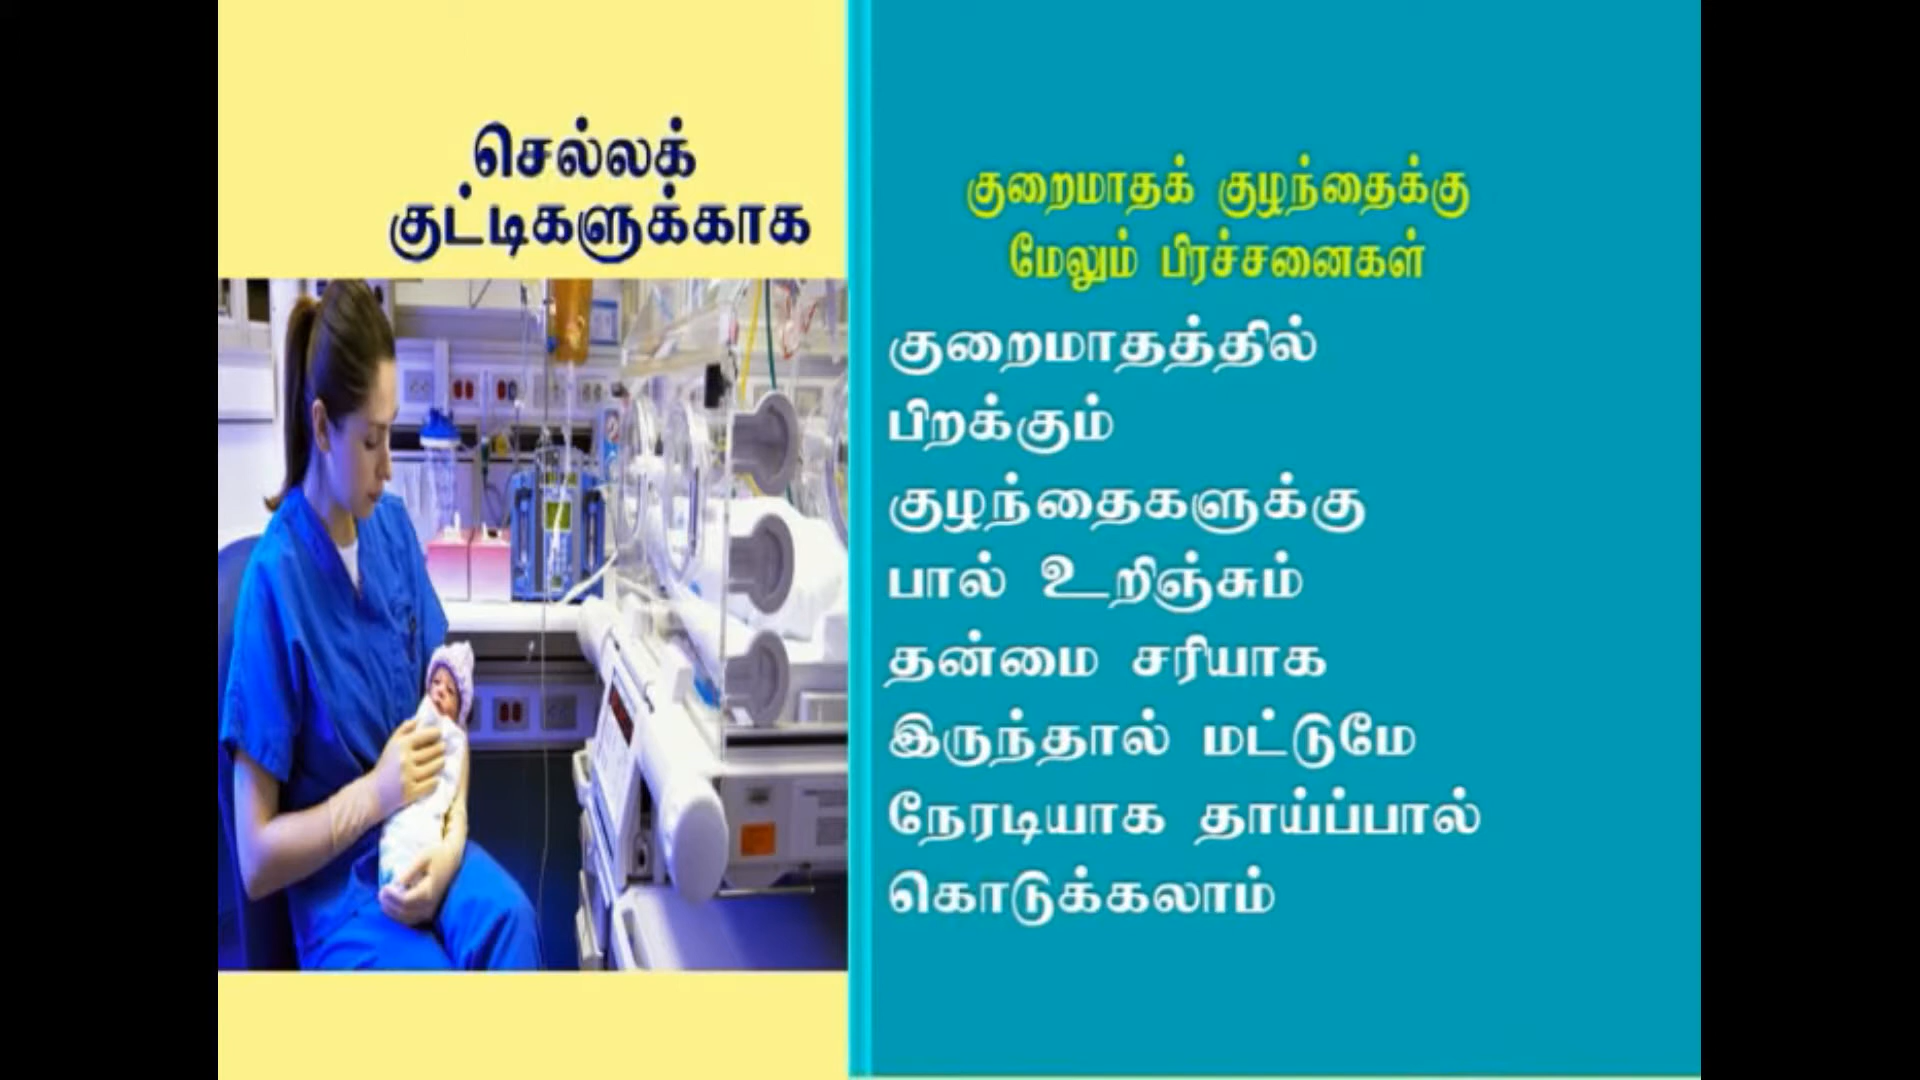 செல்லக்
குட்டிகளுக்காக
குறைமாதக் குழந்தைக்கு
மேலும் பிரச்சனைகள்
குறைமாதத்தில்
பிறக்கும்
குழந்தைகளுக்கு
பால் உறிஞ்சும்
தன்மை சரியாக
இருந்தால் மட்டுமே
நேரடியாக தாய்ப்பால்
கொடுக்கலாம்